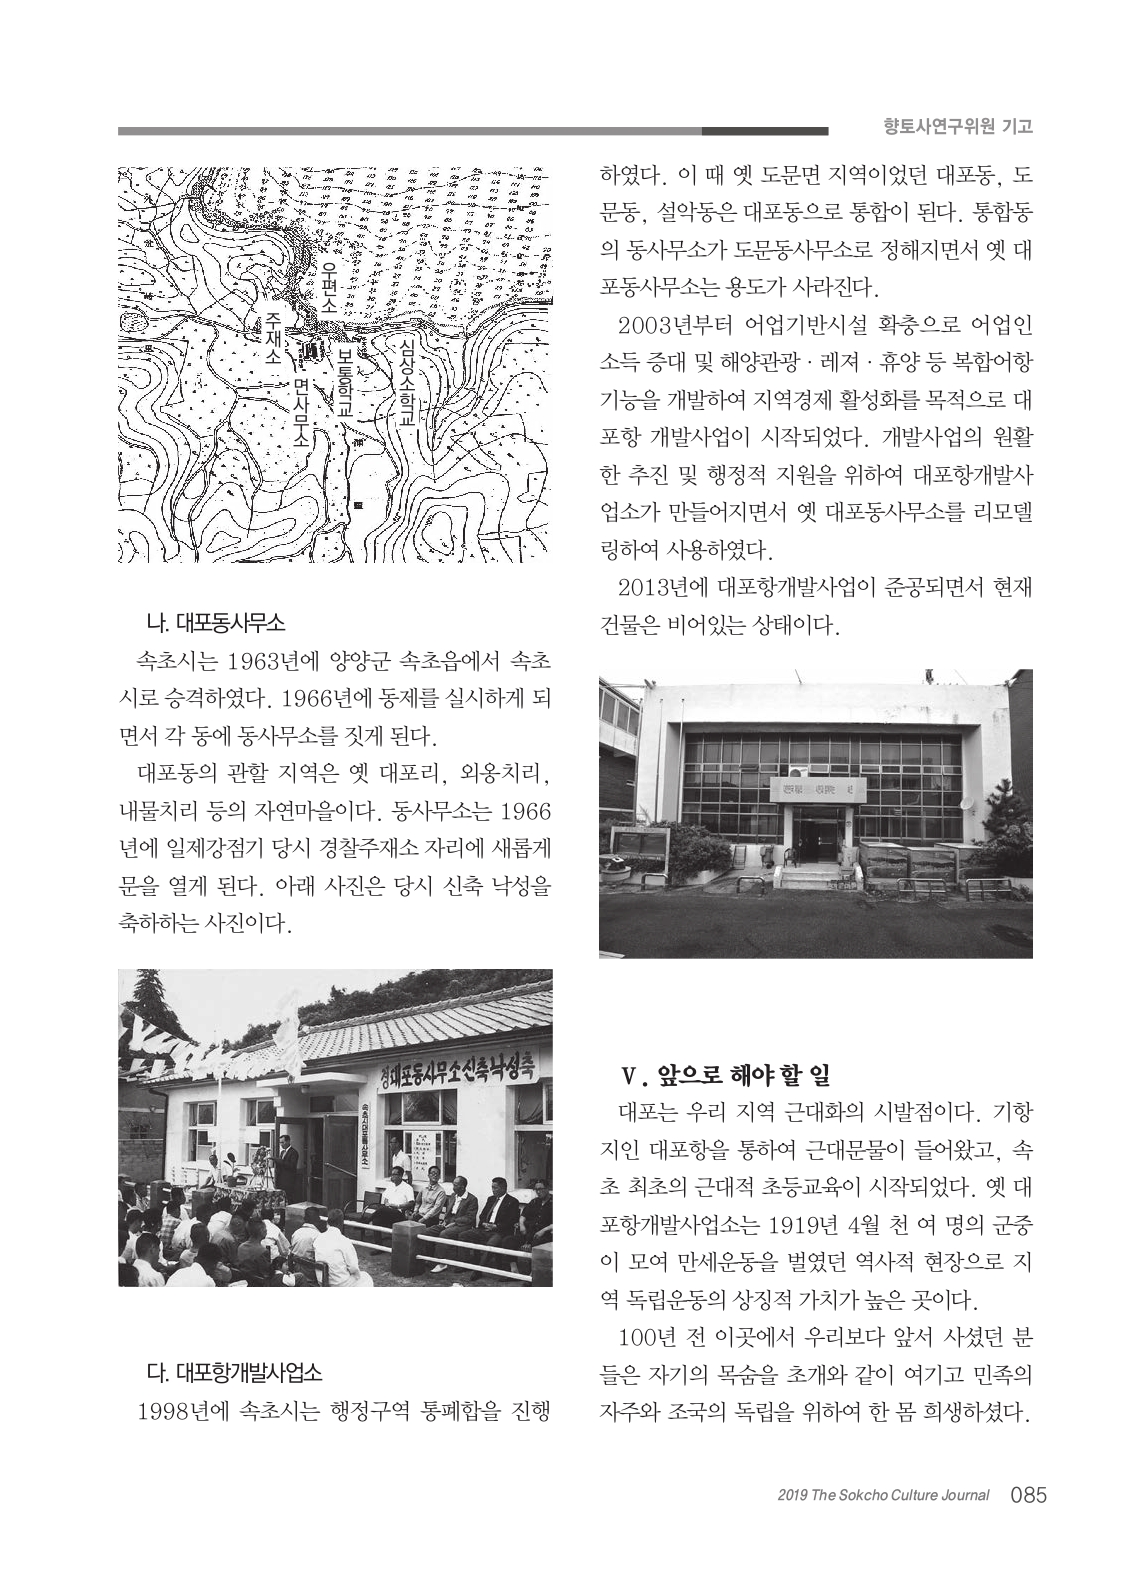 향토사연구위원 기고
우편소
주재소
면사무소
보통학교
심상소학교
나. 대포동사무소
속초시는 1963년에 양양군 속초읍에서 속초
시로 승격하였다. 1966년에 동제를 실시하게 되
면서 각 동에 동사무소를 짓게 된다.
대포동의 관할 지역은 옛 대포리, 외옹치리,
내물치리 등의 자연마을이다. 동사무소는 1966
년에 일제강점기 당시 경찰주재소 자리에 새롭게
문을 열게 된다. 아래 사진은 당시 신축 낙성을
축하하는 사진이다.
대포동사무소신축낙성축
속초시대포동사무소
다. 대포항개발사업소
1998년에 속초시는 행정구역 통폐합을 진행
하였다. 이 때 옛 도문면 지역이었던 대포동, 도
문동, 설악동은 대포동으로 통합이 된다. 통합동
의 동사무소가 도문동사무소로 정해지면서 옛 대
포동사무소는 용도가 사라진다.
2003년부터 어업기반시설 확충으로 어업인
소득 증대 및 해양관광·레져·휴양 등 복합어항
기능을 개발하여 지역경제 활성화를 목적으로 대
포항 개발사업이 시작되었다. 개발사업의 원활
한 추진 및 행정적 지원을 위하여 대포항개발사
업소가 만들어지면서 옛 대포동사무소를 리모델
링하여 사용하였다.
2013년에 대포항개발사업이 준공되면서 현재
건물은 비어있는 상태이다.
Ⅴ. 앞으로 해야 할 일
대포는 우리 지역 근대화의 시발점이다. 기항
지인 대포항을 통하여 근대문물이 들어왔고, 속
초 최초의 근대적 초등교육이 시작되었다. 옛 대
포항개발사업소는 1919년 4월 천 여 명의 군중
이 모여 만세운동을 벌였던 역사적 현장으로 지
역 독립운동의 상징적 가치가 높은 곳이다.
100년 전 이곳에서 우리보다 앞서 사셨던 분
들은 자기의 목숨을 초개와 같이 여기고 민족의
자주와 조국의 독립을 위하여 한 몸 희생하셨다.
2019 The Sokcho Culture Journal 085